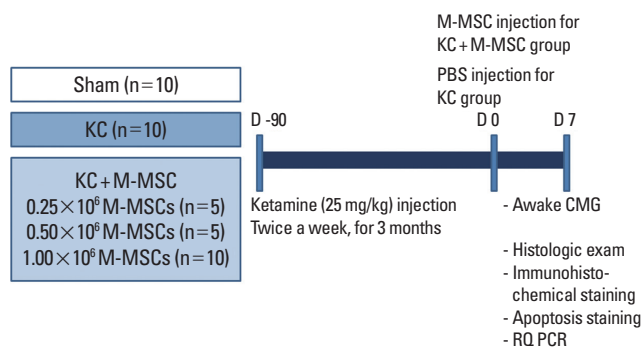 Sham (n=10)
KC (n=10)
KC+M-MSC
0.25×10⁶ M-MSCs (n=5)
0.50×10⁶ M-MSCs (n=5)
1.00×10⁶ M-MSCs (n=10)
M-MSC injection for
KC+M-MSC group
PBS injection for
KC group
D -90
D 0
D 7
Ketamine (25 mg/kg) injection
Twice a week, for 3 months
- Awake CMG
- Histologic exam
- Immunohisto-
chemical staining
- Apoptosis staining
- RQ PCR